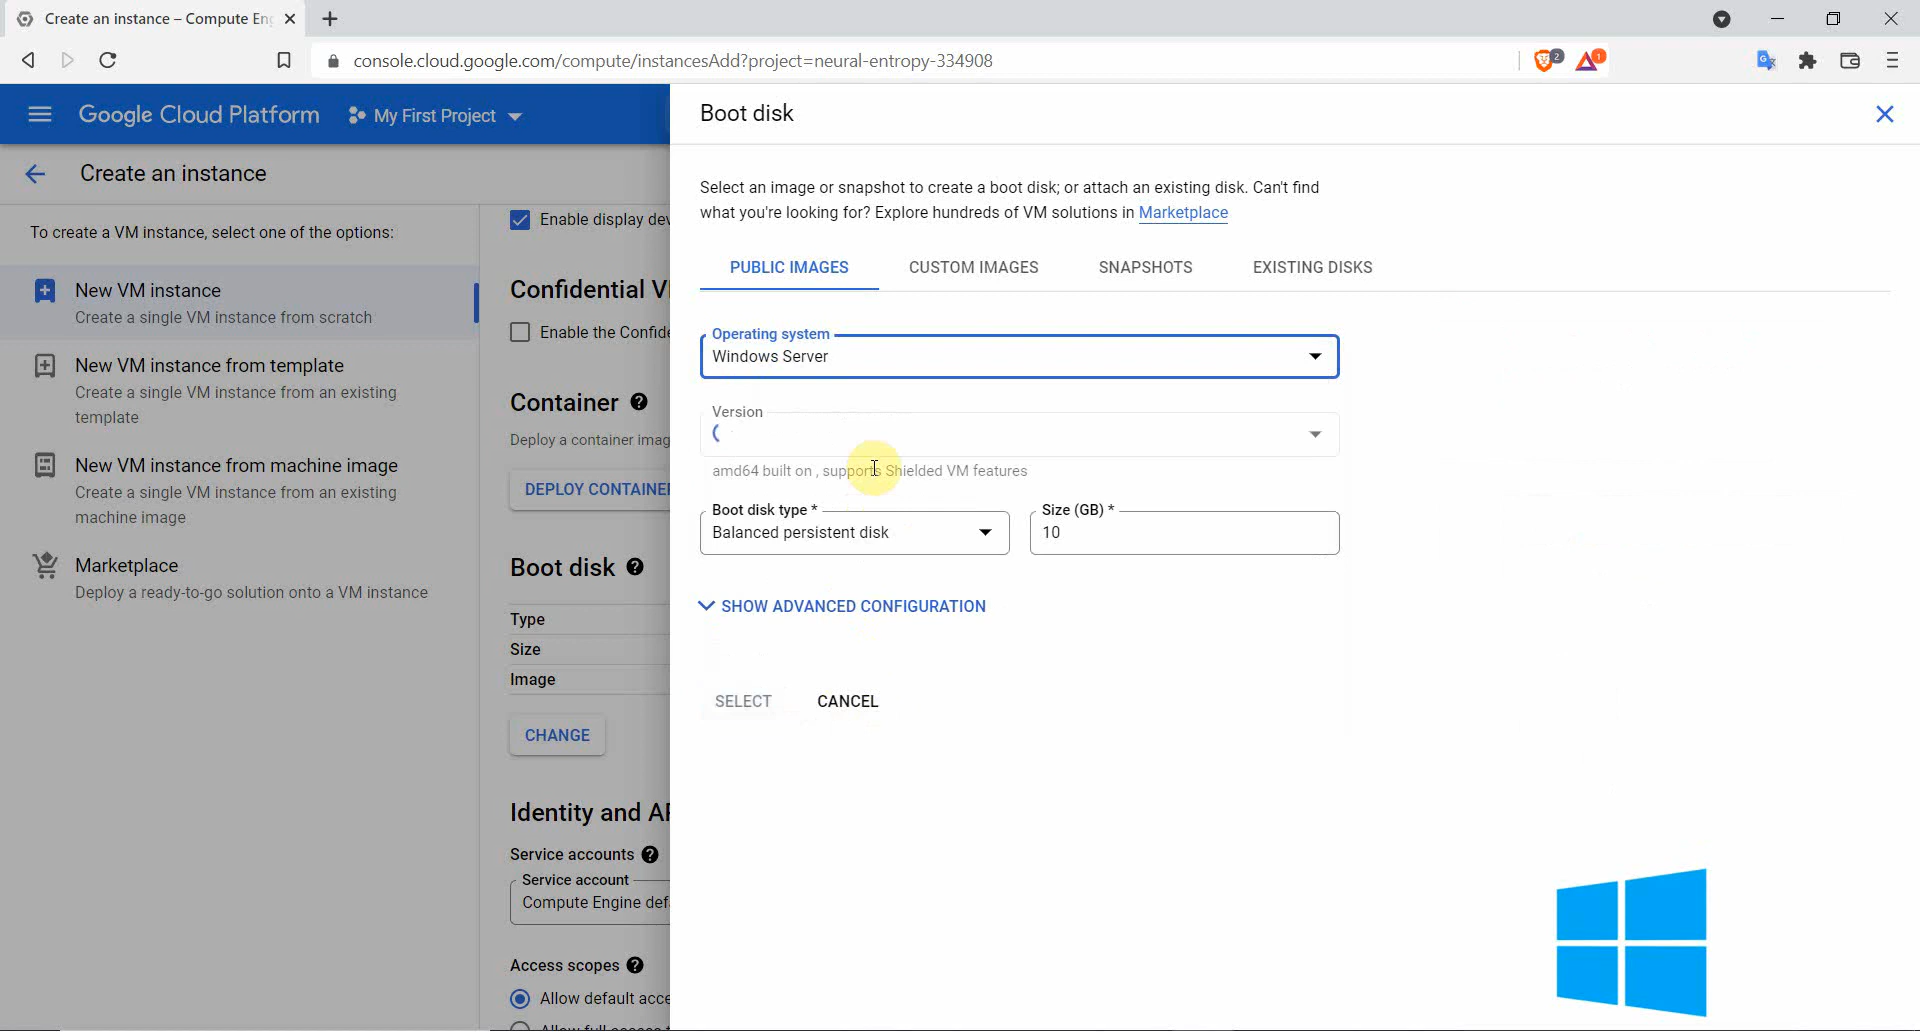 Create an instance – Compute En
console.cloud.google.com/compute/instancesAdd?project=neural-entropy-334908
2
1
Google Cloud Platform
My First Project
Create an instance
To create a VM instance, select one of the options:
New VM instance
Create a single VM instance from scratch
New VM instance from template
Create a single VM instance from an existing
template
New VM instance from machine image
Create a single VM instance from an existing
machine image
Marketplace
Deploy a ready-to-go solution onto a VM instance
Enable display dev
Confidential V
Enable the Confide
Container
Deploy a container imag
DEPLOY CONTAINE
Boot disk
Type
Size
Image
CHANGE
Identity and AP
Service accounts
Service account
Compute Engine defa
Access scopes
Allow default acce
Allow full access t
Boot disk
Select an image or snapshot to create a boot disk; or attach an existing disk. Can't find
what you're looking for? Explore hundreds of VM solutions in Marketplace
PUBLIC IMAGES
CUSTOM IMAGES
SNAPSHOTS
EXISTING DISKS
Operating system
Windows Server
Version
amd64 built on , supports Shielded VM features
Boot disk type *
Balanced persistent disk
Size (GB) *
10
SHOW ADVANCED CONFIGURATION
SELECT
CANCEL